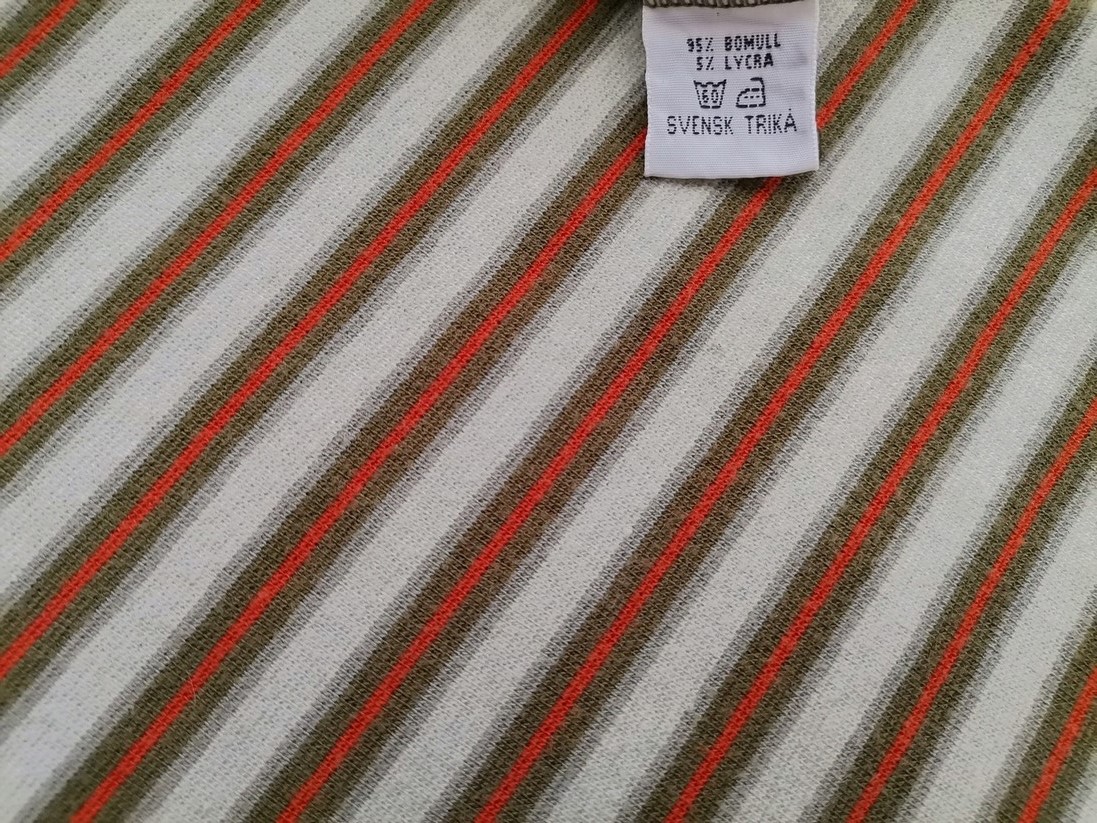 95% BOMULL
5% LYCRA
60
SVENSK TRIKÅ